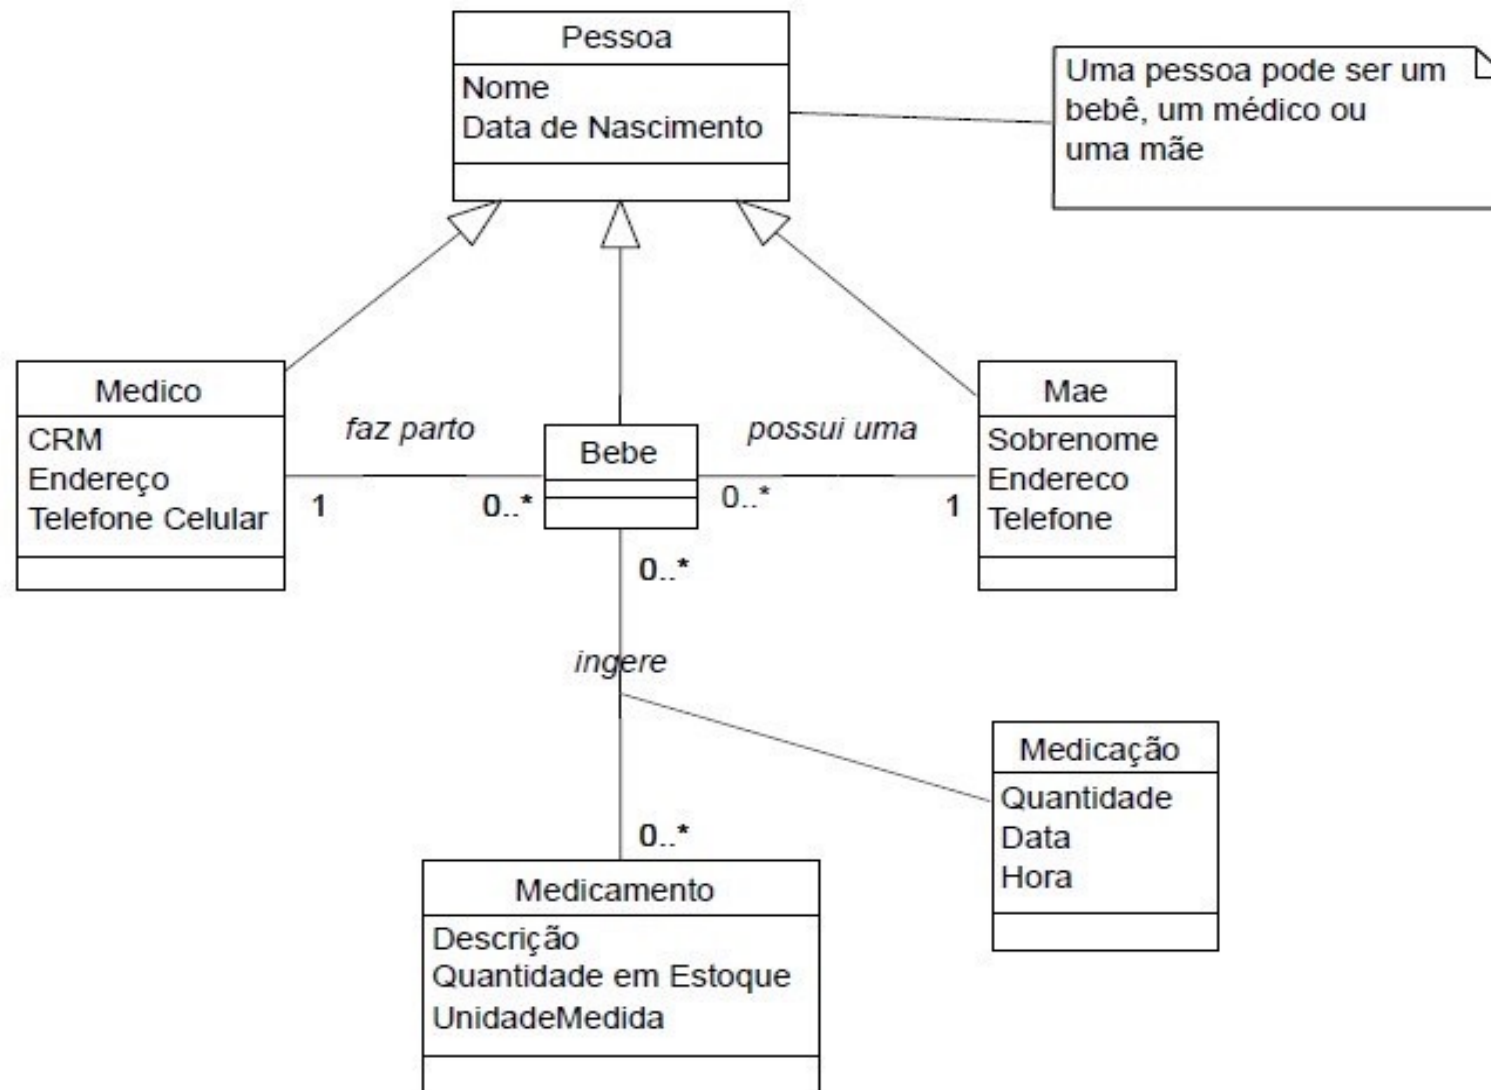 Pessoa
Nome
Data de Nascimento
Uma pessoa pode ser um
bebê, um médico ou
uma mãe
Medico
CRM
Endereço
Telefone Celular
faz parto
1
0..*
Bebe
possui uma
0..*
1
Mae
Sobrenome
Endereco
Telefone
0..*
ingere
0..*
Medicação
Quantidade
Data
Hora
Medicamento
Descrição
Quantidade em Estoque
UnidadeMedida